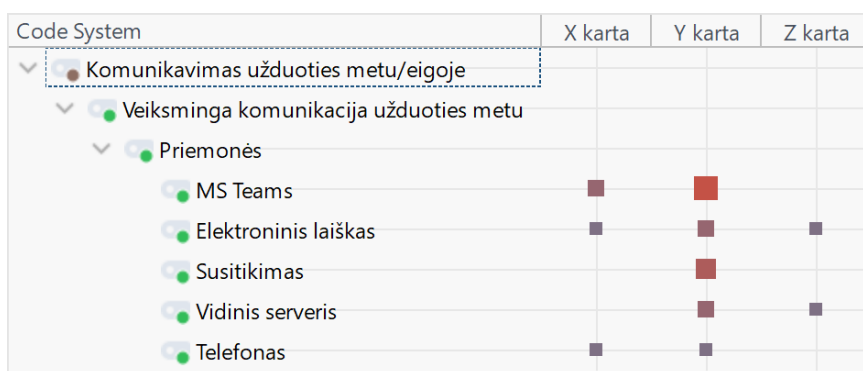 Code System X karta Y karta Z karta
Komunikavimas užduoties metu/eigoje
Veiksminga komunikacija užduoties metu
Priemonės
MS Teams
Elektroninis laiškas
Susitikimas
Vidinis serveris
Telefonas